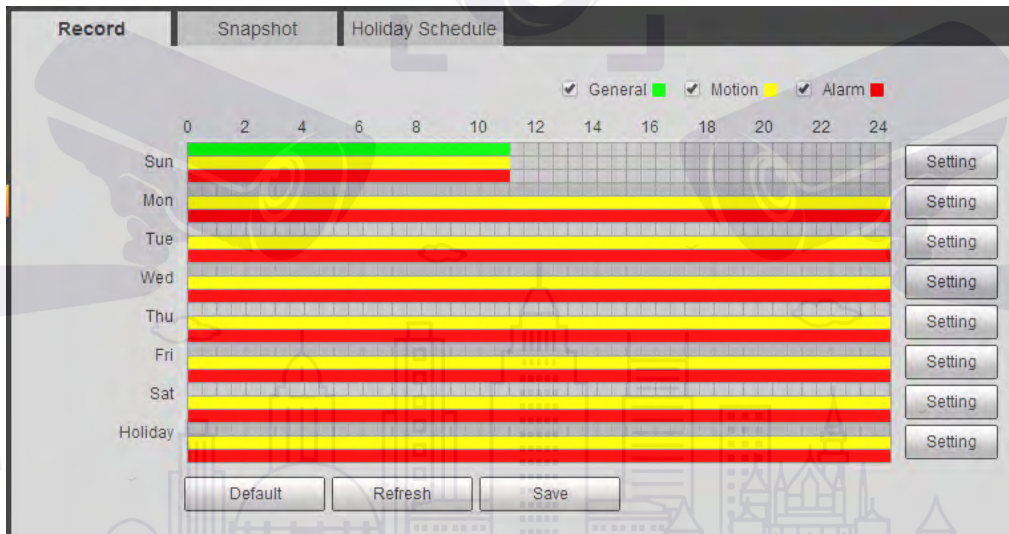 Record Snapshot Holiday Schedule
General Motion Alarm
0 2 4 6 8 10 12 14 16 18 20 22 24
Sun Setting
Mon Setting
Tue Setting
Wed Setting
Thu Setting
Fri Setting
Sat Setting
Holiday Setting
Default Refresh Save